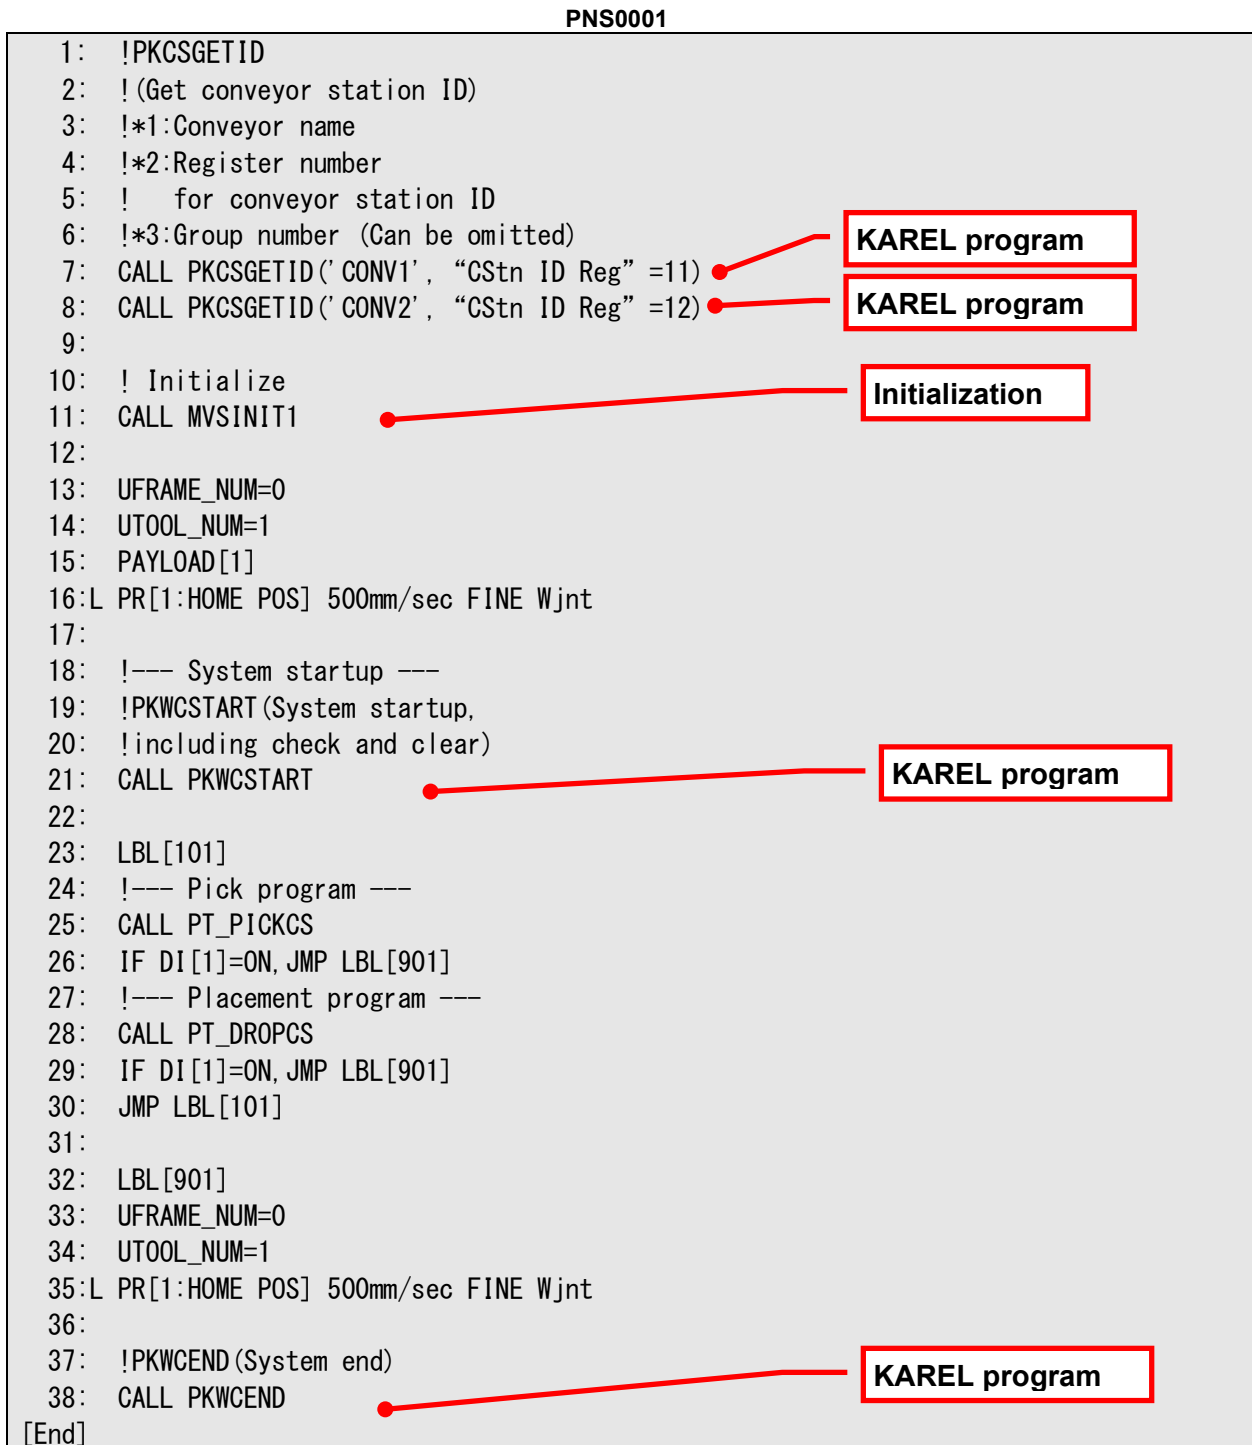 PNS0001
1: !PKCSGETID
2: !(Get conveyor station ID)
3: !*1:Conveyor name
4: !*2:Register number
5: !   for conveyor station ID
6: !*3:Group number (Can be omitted)
KAREL program
7: CALL PKCSGETID('CONV1', “CStn ID Reg” =11)
8: CALL PKCSGETID('CONV2', “CStn ID Reg” =12)
KAREL program
9:
10: ! Initialize
Initialization
11: CALL MVSINIT1
12:
13: UFRAME_NUM=0
14: UTOOL_NUM=1
15: PAYLOAD[1]
16:L PR[1:HOME POS] 500mm/sec FINE Wjnt
17:
18: !--- System startup ---
19: !PKWCSTART(System startup,
20: !including check and clear)
KAREL program
21: CALL PKWCSTART
22:
23: LBL[101]
24: !--- Pick program ---
25: CALL PT_PICKCS
26: IF DI[1]=ON,JMP LBL[901]
27: !--- Placement program ---
28: CALL PT_DROPCS
29: IF DI[1]=ON,JMP LBL[901]
30: JMP LBL[101]
31:
32: LBL[901]
33: UFRAME_NUM=0
34: UTOOL_NUM=1
35:L PR[1:HOME POS] 500mm/sec FINE Wjnt
36:
37: !PKWCEND(System end)
KAREL program
38: CALL PKWCEND
[End]